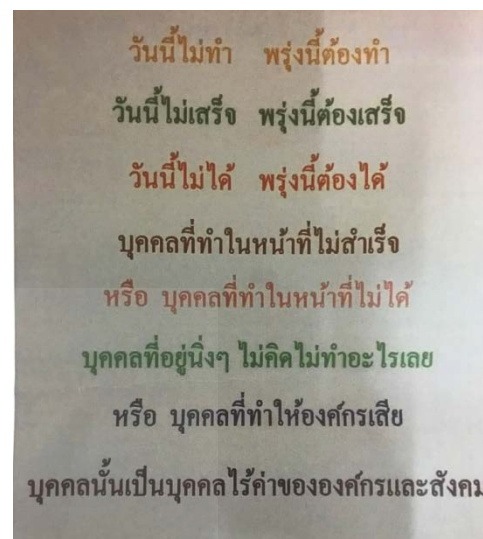 วันนี้ไม่ทำ พรุ่งนี้ต้องทำ
วันนี้ไม่เสร็จ พรุ่งนี้ต้องเสร็จ
วันนี้ไม่ได้ พรุ่งนี้ต้องได้
บุคคลที่ทำในหน้าที่ไม่สำเร็จ
หรือ บุคคลที่ทำในหน้าที่ไม่ได้
บุคคลที่อยู่นิ่งๆ ไม่คิดไม่ทำอะไรเลย
หรือ บุคคลที่ทำให้องค์กรเสีย
บุคคลนั้นเป็นบุคคลไร้ค่าขององค์กรและสังคม